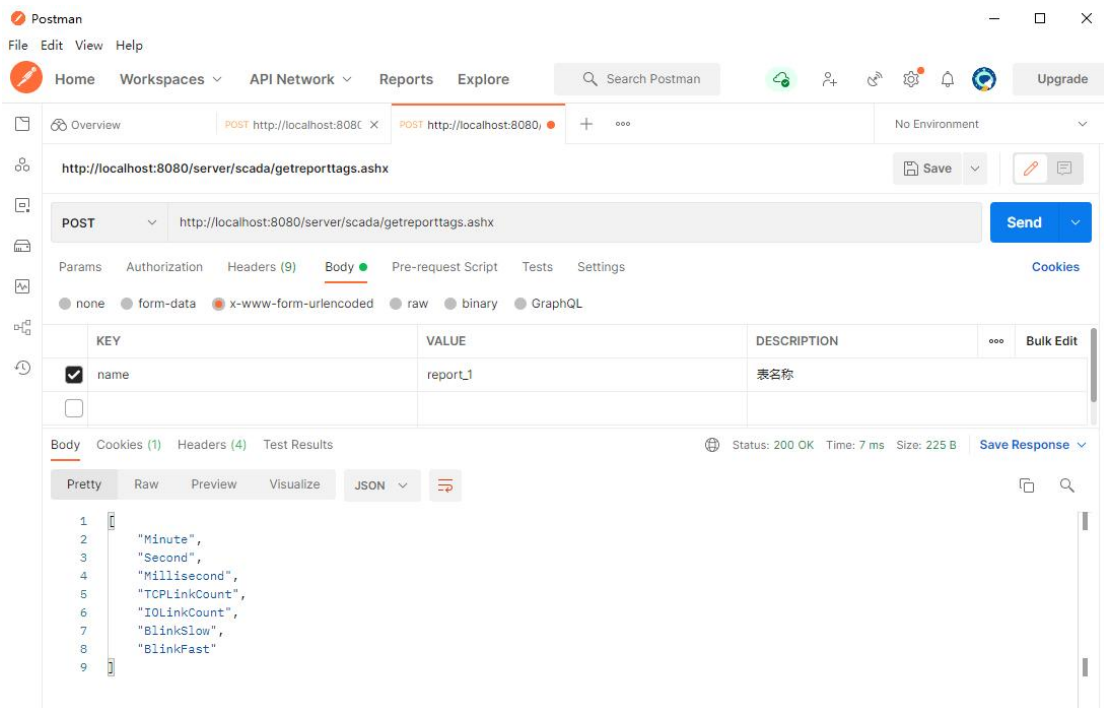 Postman
File Edit View Help
Home Workspaces API Network Reports Explore Search Postman Upgrade
Overview POST http://localhost:8080 POST http://localhost:8080/ No Environment
http://localhost:8080/server/scada/getreporttags.ashx Save
POST http://localhost:8080/server/scada/getreporttags.ashx Send
Params Authorization Headers (9) Body Pre-request Script Tests Settings Cookies
none form-data x-www-form-urlencoded raw binary GraphQL
KEY VALUE DESCRIPTION Bulk Edit
name report_1 表名称
Body Cookies (1) Headers (4) Test Results Status: 200 OK Time: 7 ms Size: 225 B Save Response
Pretty Raw Preview Visualize JSON
1 [
2 "Minute",
3 "Second",
4 "Millisecond",
5 "TCPLinkCount",
6 "IOLinkCount",
7 "BlinkSlow",
8 "BlinkFast"
9 ]